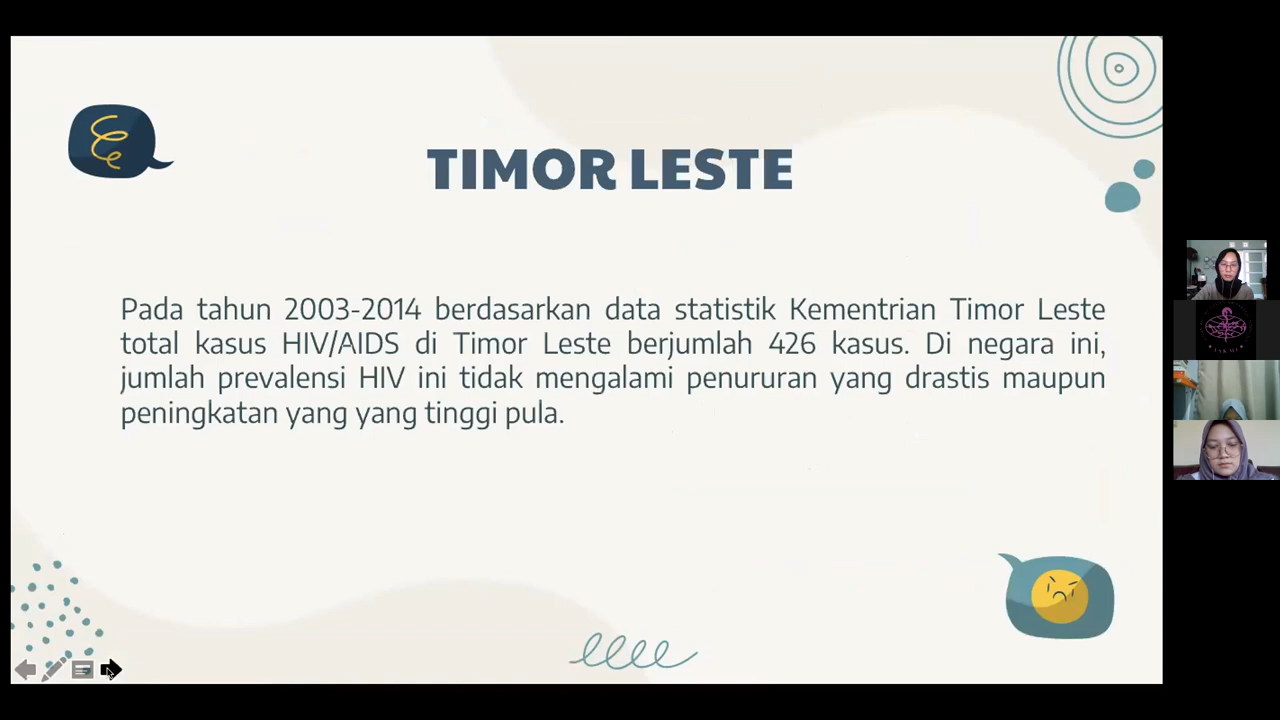 TIMOR LESTE
Pada tahun 2003-2014 berdasarkan data statistik Kementrian Timor Leste
total kasus HIV/AIDS di Timor Leste berjumlah 426 kasus. Di negara ini,
jumlah prevalensi HIV ini tidak mengalami penururan yang drastis maupun
peningkatan yang yang tinggi pula.